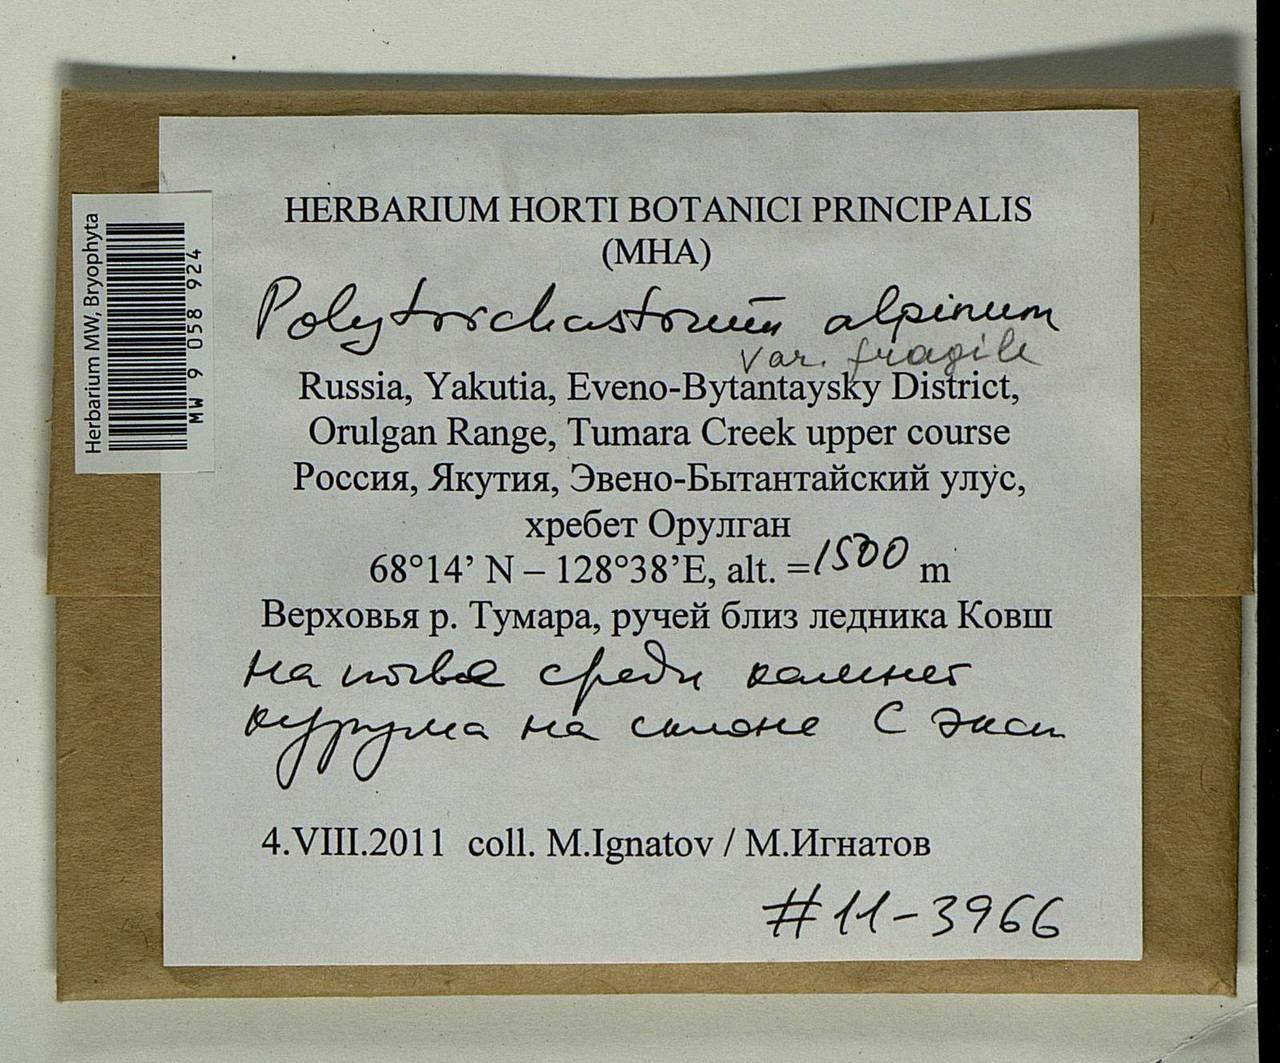 HERBARIUM HORTI BOTANICI PRINCIPALIS
(MHA)
Polytrichastrum alpinum
var. fragile
Russia, Yakutia, Eveno-Bytantaysky District,
Orulgan Range, Tumara Creek upper course
Россия, Якутия, Эвено-Бытантайский улус,
хребет Орулган
68°14’ N – 128°38’E, alt. =1500 m
Верховья р. Тумара, ручей близ ледника Ковш
на почве среди камней
курума на склоне С эксп
4.VIII.2011 coll. M.Ignatov / М.Игнатов
#11-3966
Herbarium MW, Bryophyta
MW 9 058 924